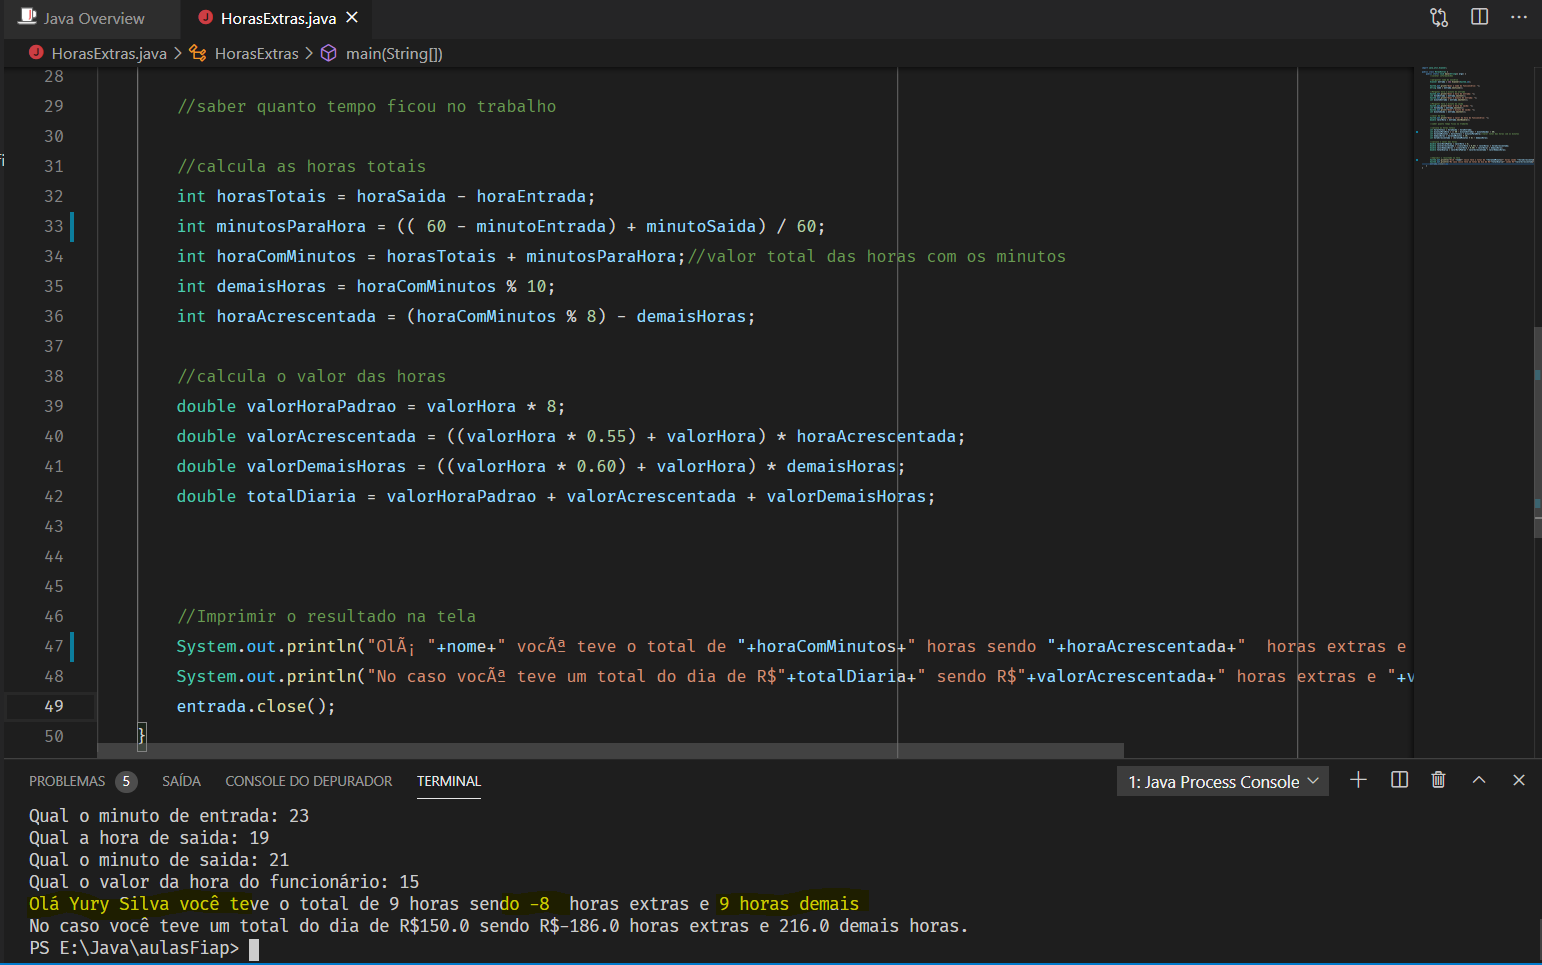 Java Overview HorasExtras.java
HorasExtras.java > HorasExtras > main(String[])
28
29 //saber quanto tempo ficou no trabalho
30
31 //calcula as horas totais
32 int horasTotais = horaSaida - horaEntrada;
33 int minutosParaHora = (( 60 - minutoEntrada) + minutoSaida) / 60;
34 int horaComMinutos = horasTotais + minutosParaHora;//valor total das horas com os minutos
35 int demaisHoras = horaComMinutos % 10;
36 int horaAcrescentada = (horaComMinutos % 8) - demaisHoras;
37
38 //calcula o valor das horas
39 double valorHoraPadrao = valorHora * 8;
40 double valorAcrescentada = ((valorHora * 0.55) + valorHora) * horaAcrescentada;
41 double valorDemaisHoras = ((valorHora * 0.60) + valorHora) * demaisHoras;
42 double totalDiaria = valorHoraPadrao + valorAcrescentada + valorDemaisHoras;
43
44
45
46 //Imprimir o resultado na tela
47 System.out.println("OlÃ¡ "+nome+" vocÃª teve o total de "+horaComMinutos+" horas sendo "+horaAcrescentada+"  horas extras e
48 System.out.println("No caso vocÃª teve um total do dia de R$"+totalDiaria+" sendo R$"+valorAcrescentada+" horas extras e "+v
49 entrada.close();
50 }
PROBLEMAS 5 SAÍDA CONSOLE DO DEPURADOR TERMINAL 1: Java Process Console
Qual o minuto de entrada: 23
Qual a hora de saida: 19
Qual o minuto de saida: 21
Qual o valor da hora do funcionário: 15
Olá Yury Silva você teve o total de 9 horas sendo -8  horas extras e 9 horas demais
No caso você teve um total do dia de R$150.0 sendo R$-186.0 horas extras e 216.0 demais horas.
PS E:\Java\aulasFiap>